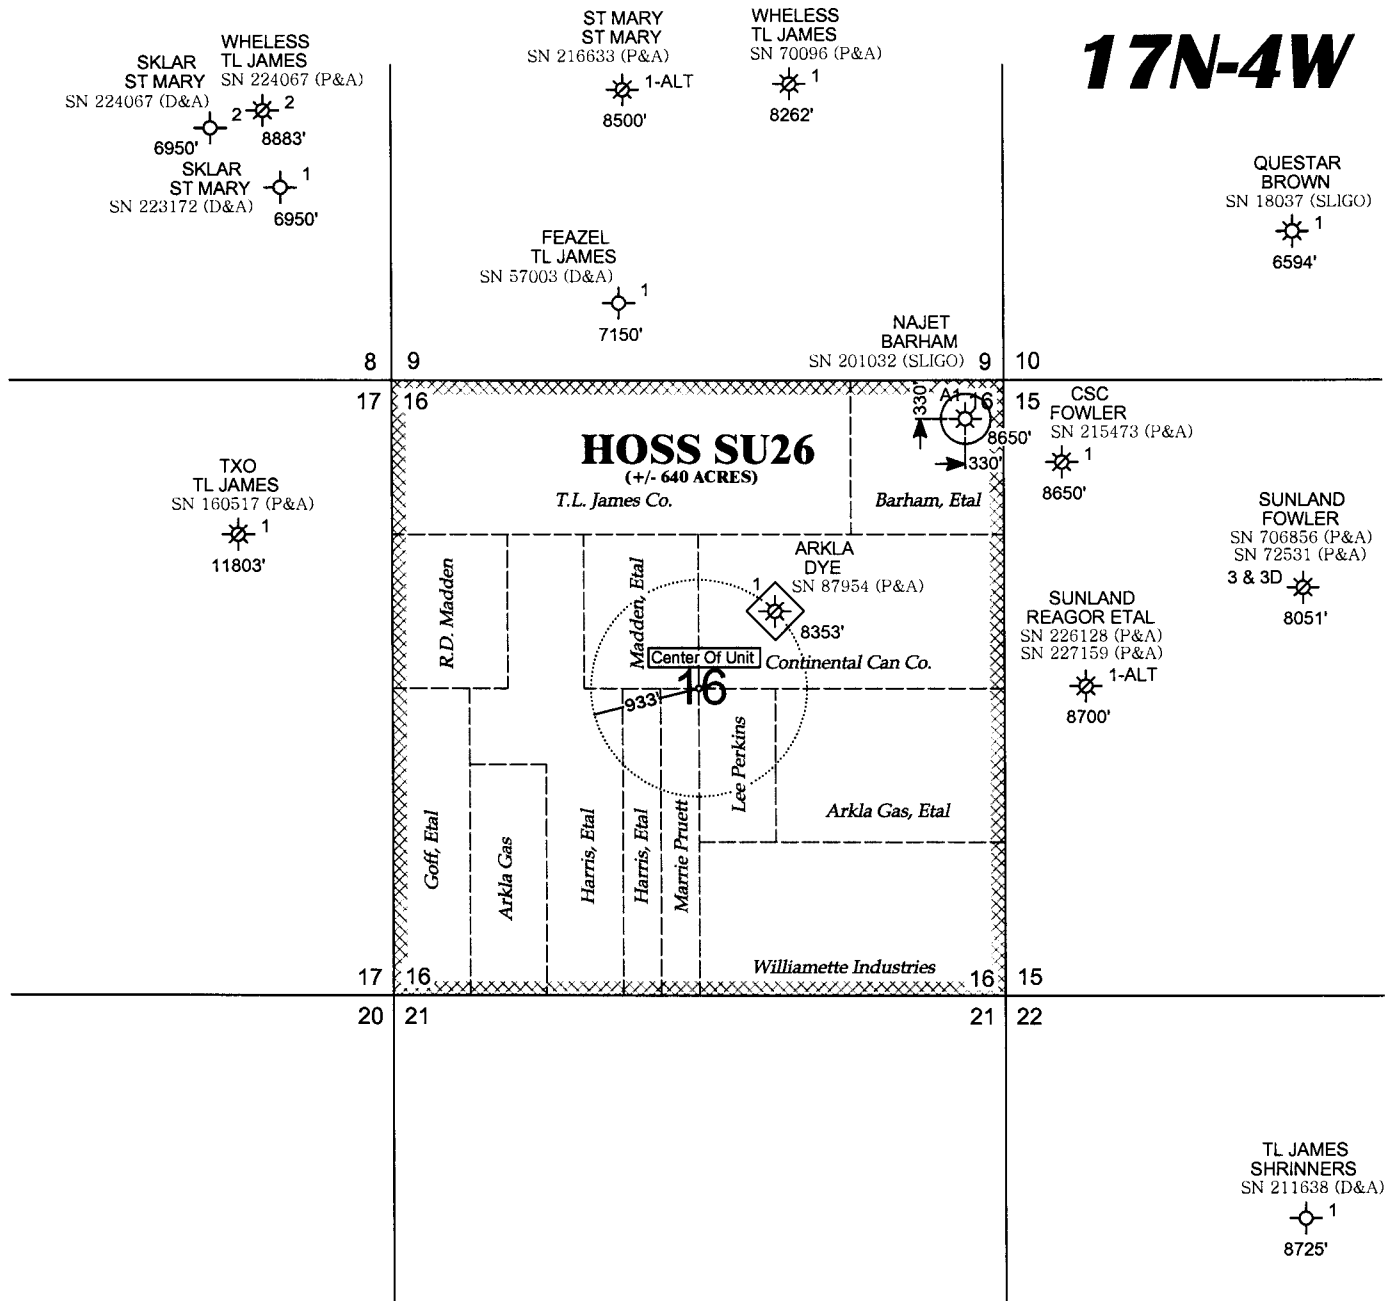 17N-4W
SKLAR
ST MARY
SN 224067 (D&A)
2
6950'
WHELESS
TL JAMES
SN 224067 (P&A)
2
8883'
SKLAR
ST MARY
SN 223172 (D&A)
1
6950'
ST MARY
ST MARY
SN 216633 (P&A)
1-ALT
8500'
WHELESS
TL JAMES
SN 70096 (P&A)
1
8262'
QUESTAR
BROWN
SN 18037 (SLIGO)
1
6594'
FEAZEL
TL JAMES
SN 57003 (D&A)
1
7150'
NAJET
BARHAM
SN 201032 (SLIGO)
8 9
9 10
17 16
16 15
A1
330'
8650'
330'
HOSS SU26
(+/- 640 ACRES)
T.L. James Co.
Barham, Etal
CSC
FOWLER
SN 215473 (P&A)
1
8650'
TXO
TL JAMES
SN 160517 (P&A)
1
11803'
SUNLAND
FOWLER
SN 706856 (P&A)
SN 72531 (P&A)
3 & 3D
8051'
R.D. Madden
Madden, Etal
ARKLA
DYE
SN 87954 (P&A)
1
8353'
SUNLAND
REAGOR ETAL
SN 226128 (P&A)
SN 227159 (P&A)
1-ALT
8700'
Center Of Unit
Continental Can Co.
16
933'
Lee Perkins
Arkla Gas, Etal
Goff, Etal
Arkla Gas
Harris, Etal
Harris, Etal
Marrie Pruett
Williamette Industries
17 16
16 15
20 21
21 22
TL JAMES
SHRINNERS
SN 211638 (D&A)
1
8725'